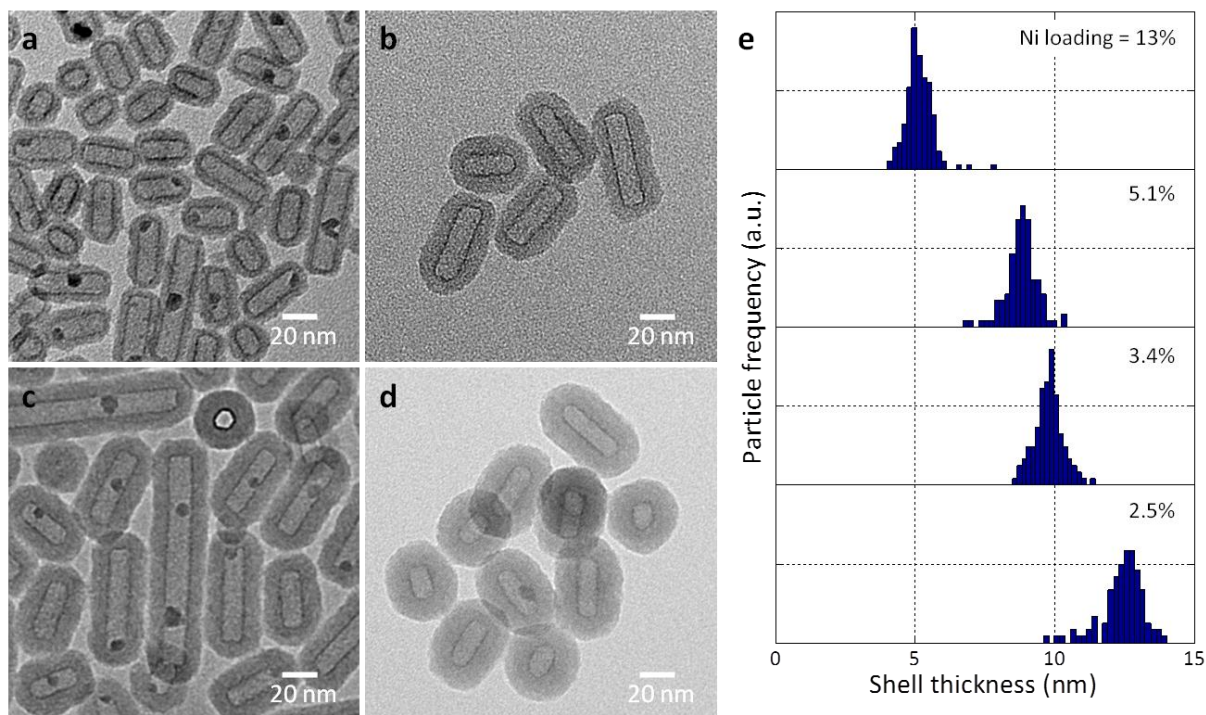 a
20 nm
b
20 nm
c
20 nm
d
20 nm
e
Particle frequency (a.u.)
Ni loading = 13%
5.1%
3.4%
2.5%
0 5 10 15
Shell thickness (nm)